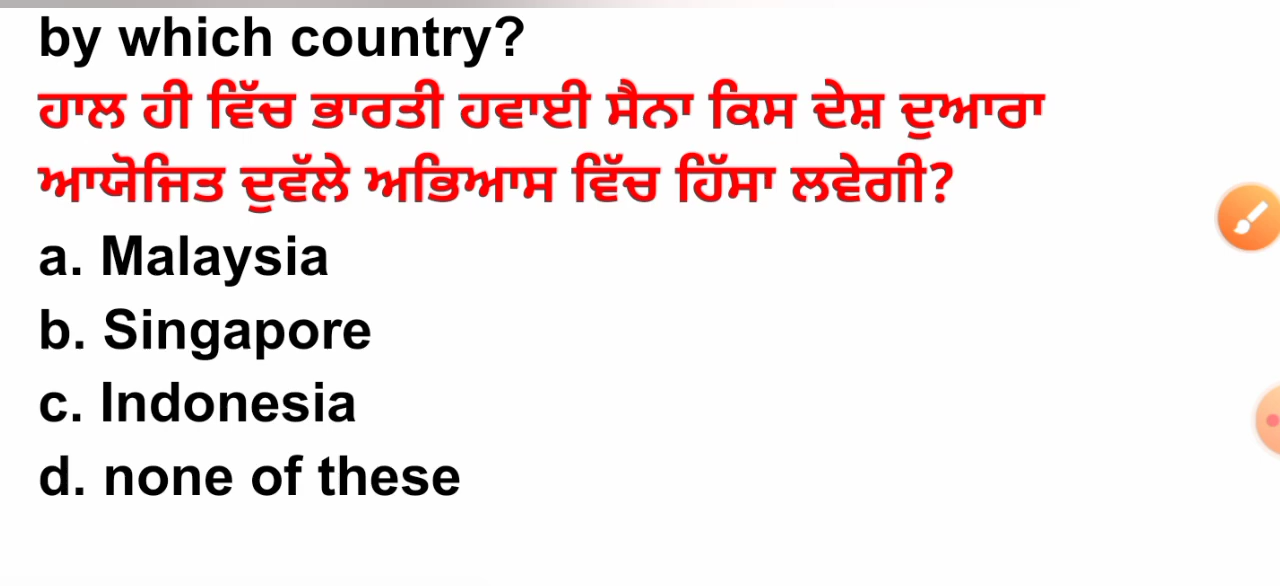 by which country?
ਹਾਲ ਹੀ ਵਿੱਚ ਭਾਰਤੀ ਹਵਾਈ ਸੈਨਾ ਕਿਸ ਦੇਸ਼ ਦੁਆਰਾ
ਆਯੋਜਿਤ ਦੁਵੱਲੇ ਅਭਿਆਸ ਵਿੱਚ ਹਿੱਸਾ ਲਵੇਗੀ?
a. Malaysia
b. Singapore
c. Indonesia
d. none of these